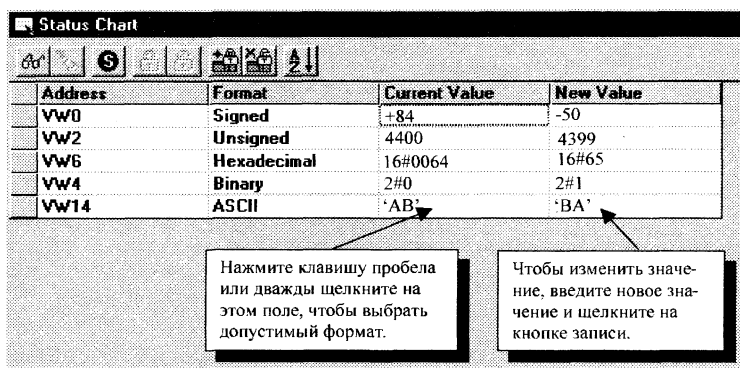 Status Chart
Address Format Current Value New Value
VW0 Signed +84 -50
VW2 Unsigned 4400 4399
VW6 Hexadecimal 16#0064 16#65
VW4 Binary 2#0 2#1
VW14 ASCII ‘AB’ ‘BA’
Нажмите клавишу пробела
или дважды щелкните на
этом поле, чтобы выбрать
допустимый формат.
Чтобы изменить значе-
ние, введите новое зна-
чение и щелкните на
кнопке записи.